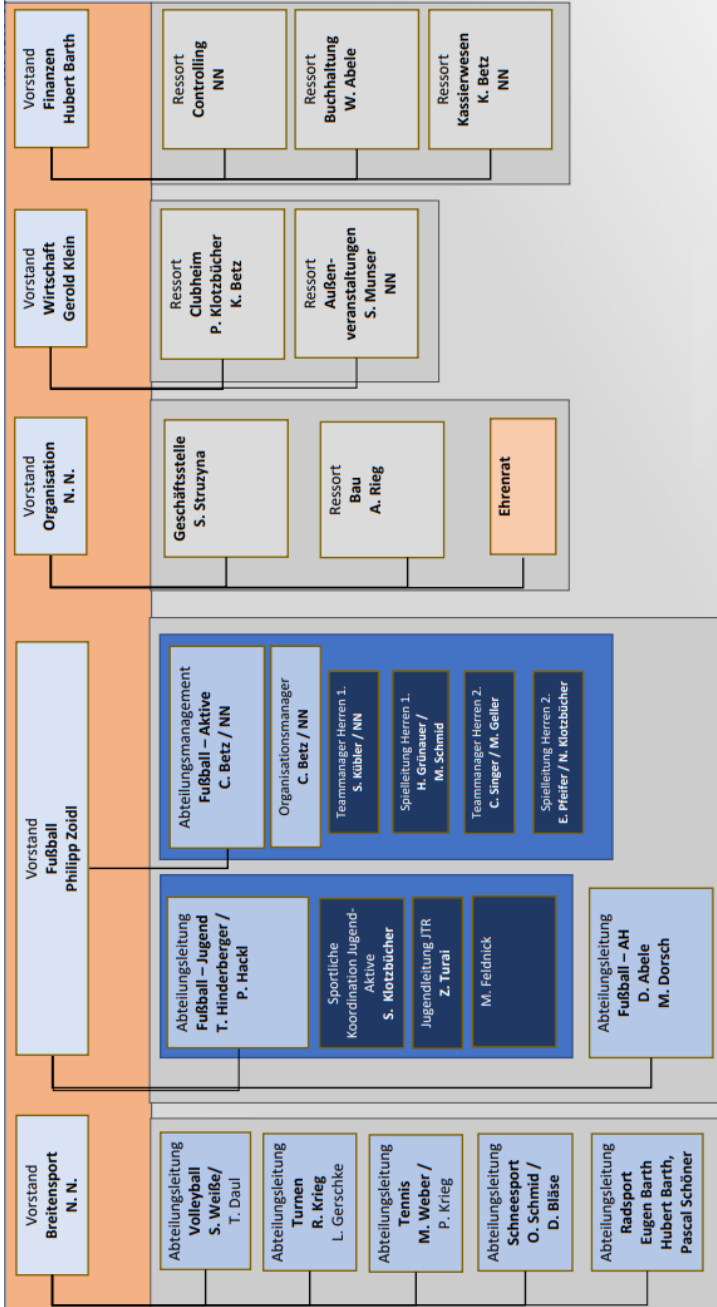 Vorstand
Breitensport
N. N.
Abteilungsleitung
Volleyball
S. Weiße/
T. Daul
Abteilungsleitung
Turnen
R. Krieg
L. Gerschke
Abteilungsleitung
Tennis
M. Weber /
P. Krieg
Abteilungsleitung
Schneesport
O. Schmid /
D. Bläse
Abteilungsleitung
Radsport
Eugen Barth
Hubert Barth,
Pascal Schöner
Vorstand
Fußball
Philipp Zoidl
Abteilungsleitung
Fußball – Jugend
T. Hinderberger /
P. Hackl
Sportliche
Koordination Jugend-
Aktive
S. Klotzbücher
Jugendleitung JTR
Z. Turai
M. Feldnick
Abteilungsleitung
Fußball – AH
D. Abele
M. Dorsch
Abteilungsmanagement
Fußball – Aktive
C. Betz / NN
Organisationsmanager
C. Betz / NN
Teammanager Herren 1.
S. Kübler / NN
Spielleitung Herren 1.
H. Grünauer /
M. Schmid
Teammanager Herren 2.
C. Singer / M. Geller
Spielleitung Herren 2.
E. Pfeifer / N. Klotzbücher
Vorstand
Organisation
N. N.
Geschäftsstelle
S. Struzyna
Ressort
Bau
A. Rieg
Ehrenrat
Vorstand
Wirtschaft
Gerold Klein
Ressort
Clubheim
P. Klotzbücher
K. Betz
Ressort
Außen-
veranstaltungen
S. Munser
NN
Vorstand
Finanzen
Hubert Barth
Ressort
Controlling
NN
Ressort
Buchhaltung
W. Abele
Ressort
Kassierwesen
K. Betz
NN